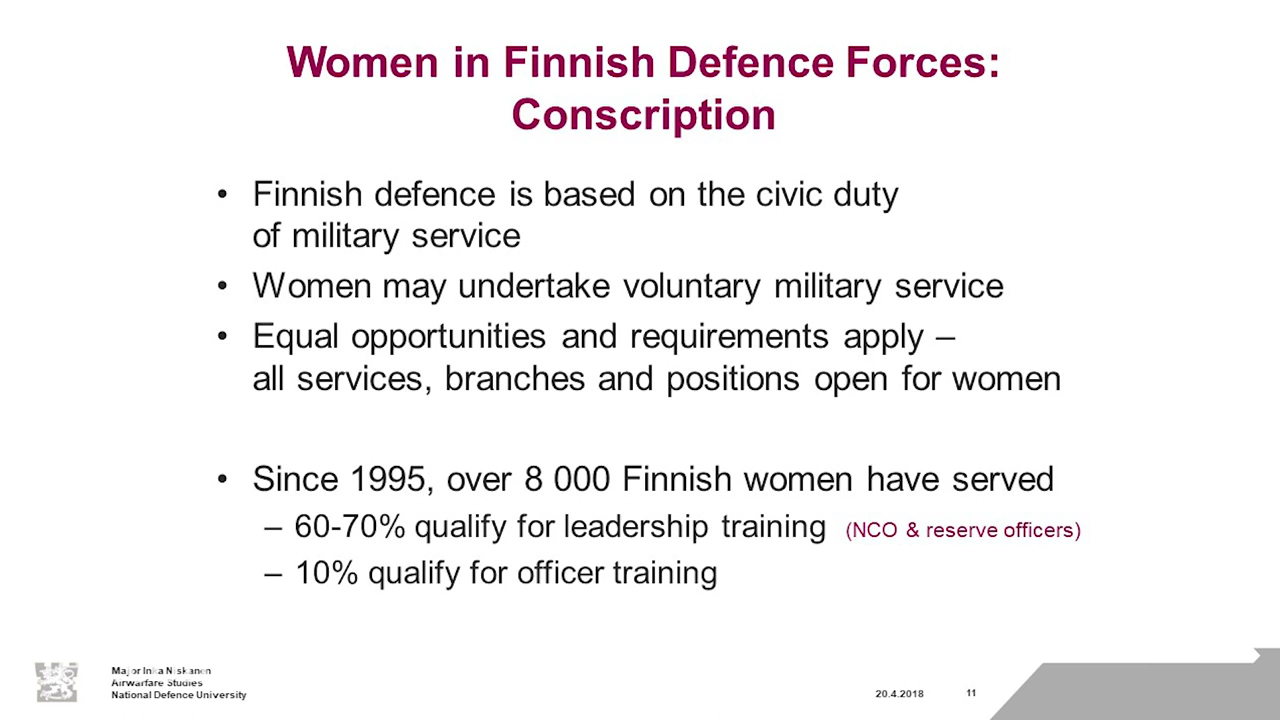 Women in Finnish Defence Forces:
Conscription
• Finnish defence is based on the civic duty
of military service
• Women may undertake voluntary military service
• Equal opportunities and requirements apply –
all services, branches and positions open for women
• Since 1995, over 8 000 Finnish women have served
– 60-70% qualify for leadership training (NCO & reserve officers)
– 10% qualify for officer training
Major Inka Niskanen
Airwarfare Studies
National Defence University
20.4.2018
11